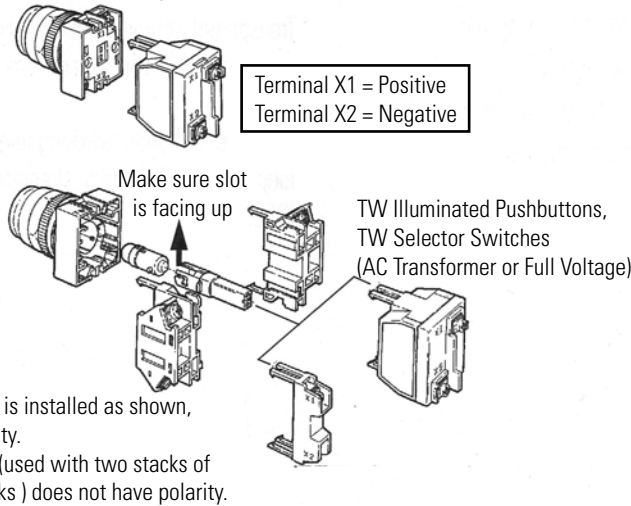 Terminal X1 = Positive
Terminal X2 = Negative
Make sure slot
is facing up
TW Illuminated Pushbuttons,
TW Selector Switches
(AC Transformer or Full Voltage)
X1
X2
is installed as shown,
ty.
(used with two stacks of
ks ) does not have polarity.